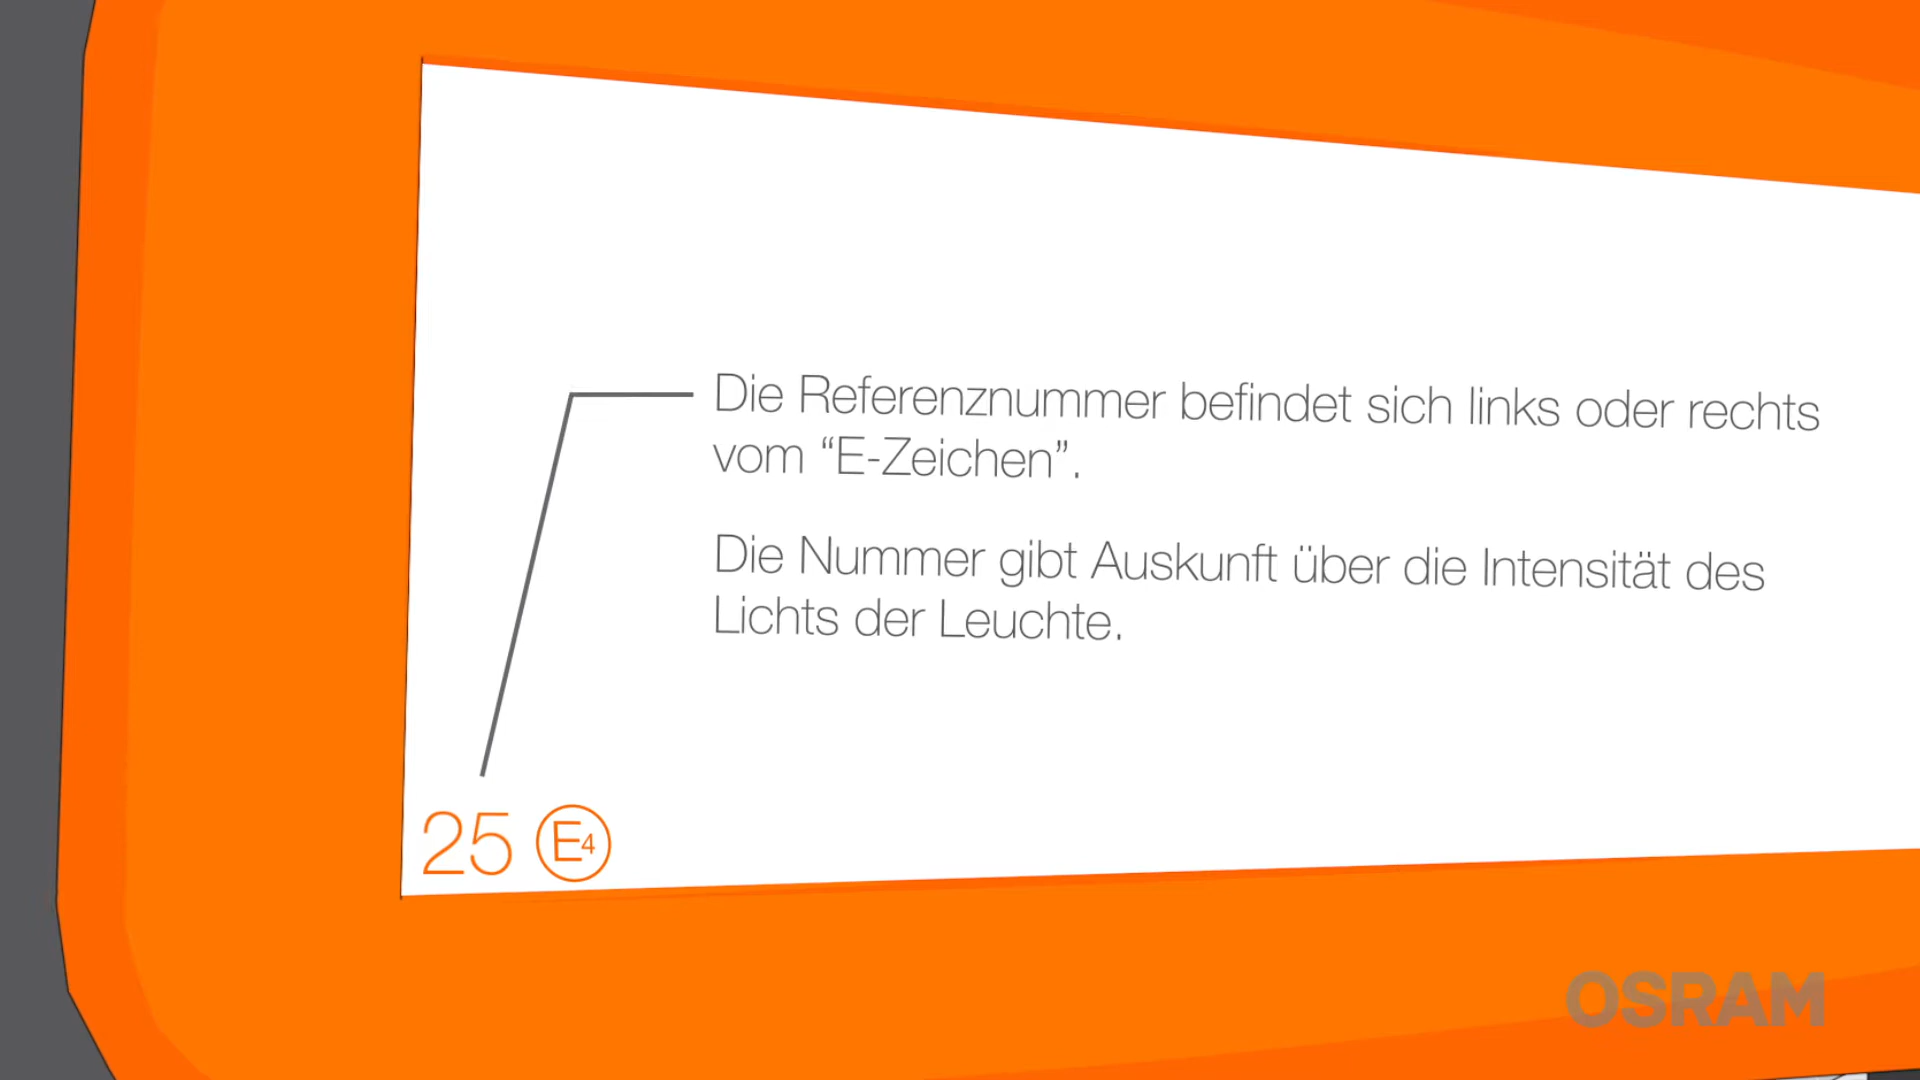 Die Referenznummer befindet sich links oder rechts
vom “E-Zeichen”.
Die Nummer gibt Auskunft über die Intensität des
Lichts der Leuchte.
25 E4
OSRAM